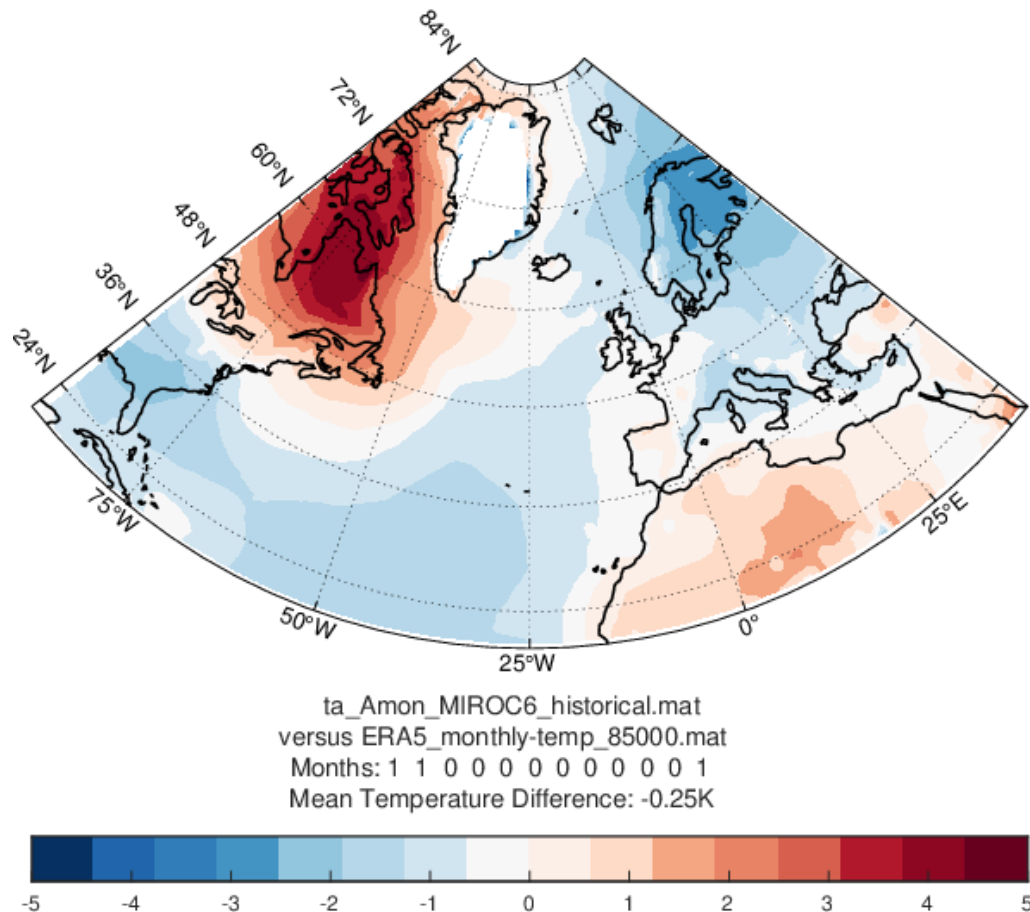 84°N
72°N
60°N
48°N
36°N
24°N
75°W
50°W
25°W
0°
25°E
ta_Amon_MIROC6_historical.mat
versus ERA5_monthly-temp_85000.mat
Months: 1 1 0 0 0 0 0 0 0 0 0 1
Mean Temperature Difference: -0.25K
-5 -4 -3 -2 -1 0 1 2 3 4 5